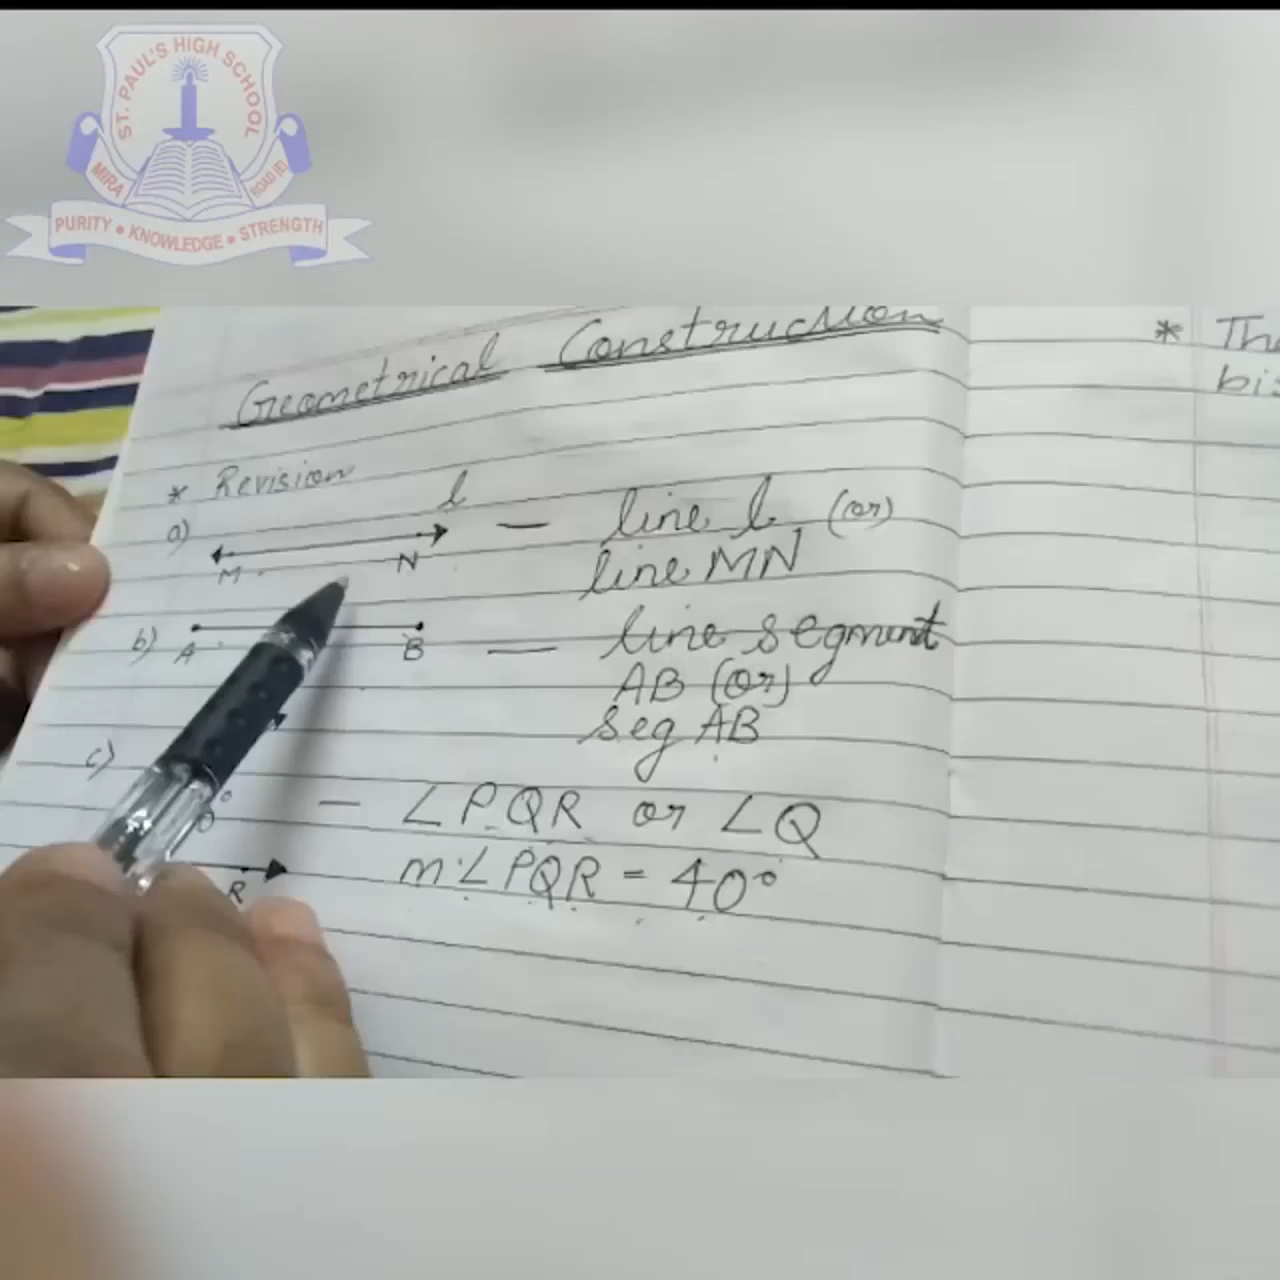 ST. PAUL'S HIGH SCHOOL
MIRA
ROAD (E)
PURITY • KNOWLEDGE • STRENGTH
Geometrical Construction
* Revision
a)
l
M
N
— line l (or)
line MN
b)
A
B
— line segment
AB (or)
seg AB
c)
R
— ∠PQR or ∠Q
m∠PQR = 40°
* The
bis